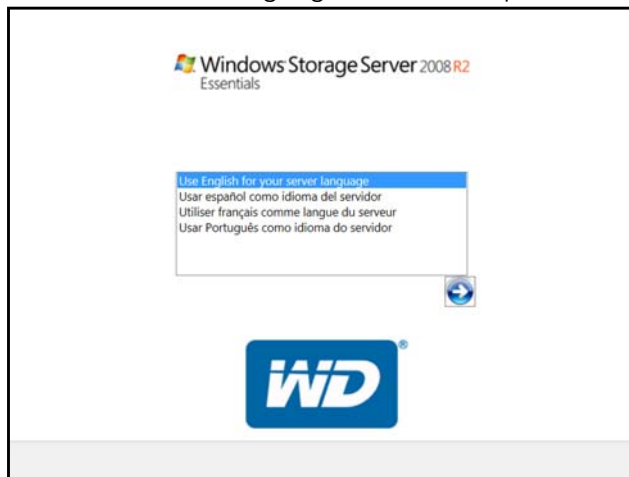 Windows Storage Server 2008 R2
Essentials
Use English for your server language
Usar español como idioma del servidor
Utiliser français comme langue du serveur
Usar Português como idioma do servidor
WD®